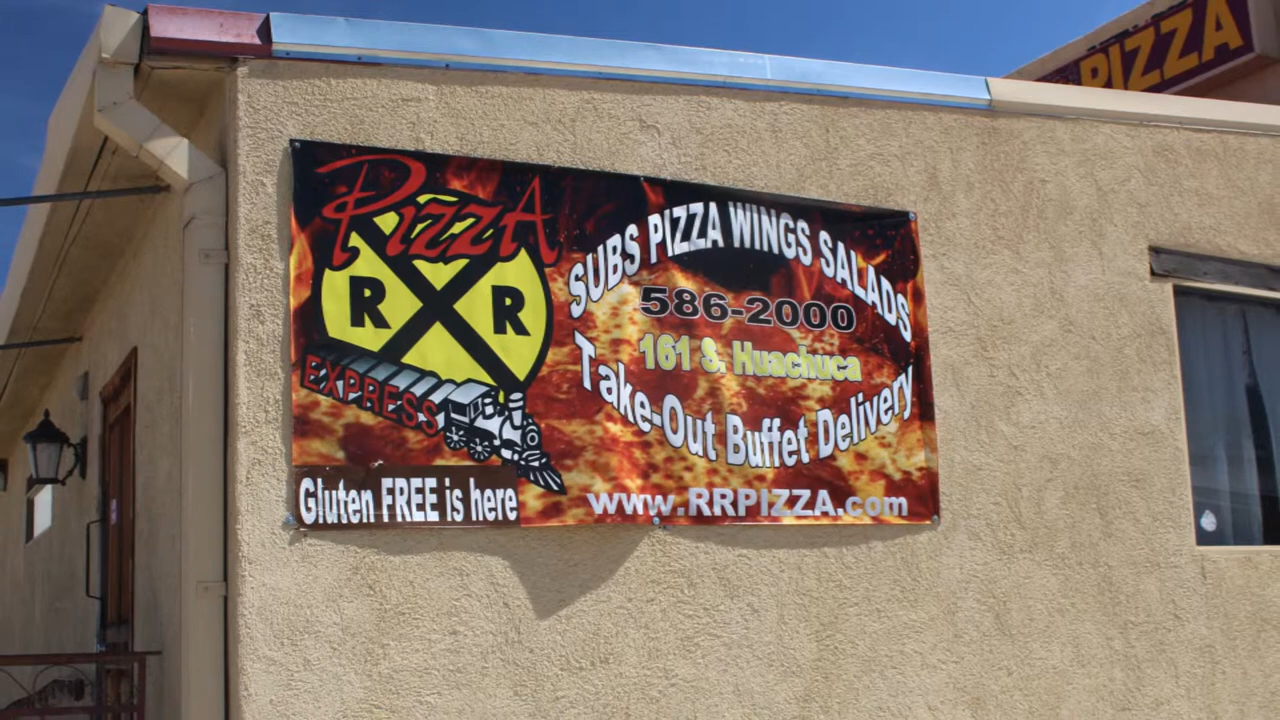 PIZZA
PizzA
R R
EXPRESS
Gluten FREE is here
SUBS PIZZA WINGS SALADS
586-2000
161 S. Huachuca
Take-Out Buffet Delivery
www.RRPIZZA.com